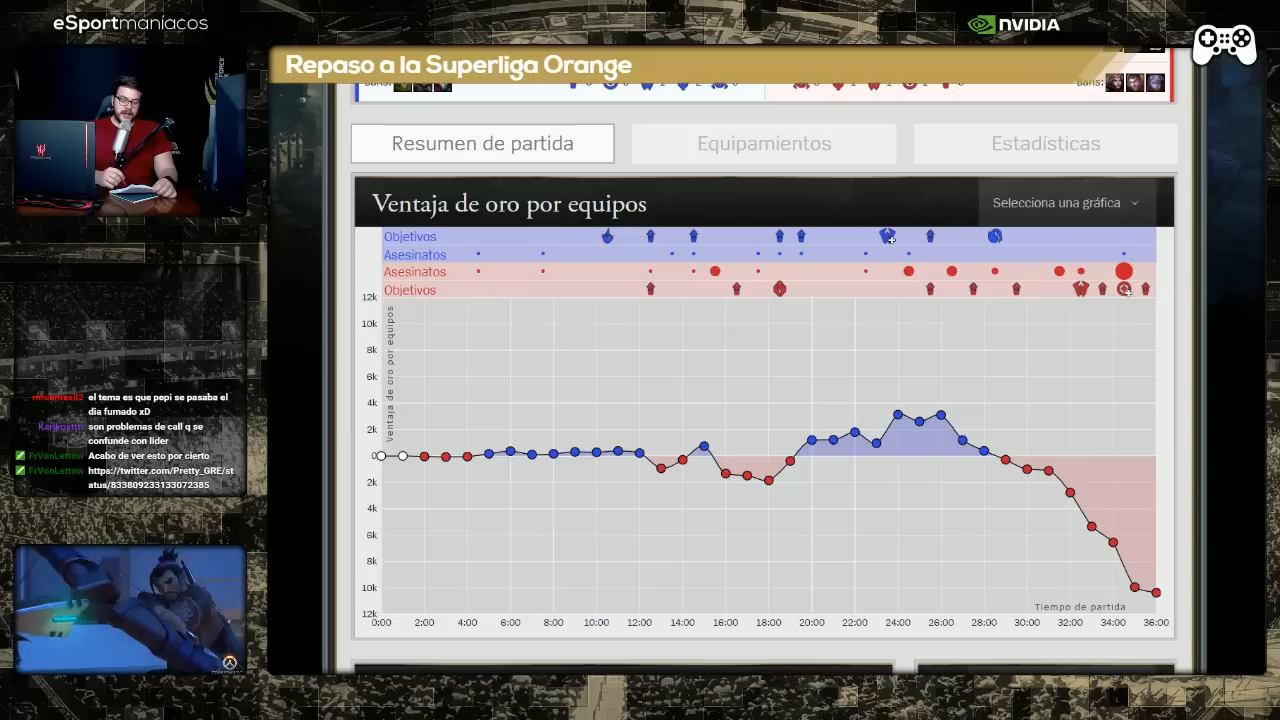 eSportmaníacos
NVIDIA
Repaso a la Superliga Orange
Bans:
Bans:
Resumen de partida
Equipamientos
Estadísticas
Ventaja de oro por equipos
Selecciona una gráfica
Objetivos
Asesinatos
Asesinatos
Objetivos
12k
10k
8k
6k
4k
2k
0
2k
4k
6k
8k
10k
12k
Ventaja de oro por equipos
Tiempo de partida
0:00 2:00 4:00 6:00 8:00 10:00 12:00 14:00 16:00 18:00 20:00 22:00 24:00 26:00 28:00 30:00 32:00 34:00 36:00
el tema es que pepi se pasaba el
dia fumado xD
son problemas de call q se
confunde con lider
FrVonLettow Acabo de ver esto por cierto
FrVonLettow
https://twitter.com/Pretty_GRE/st
atus/833809233133072385